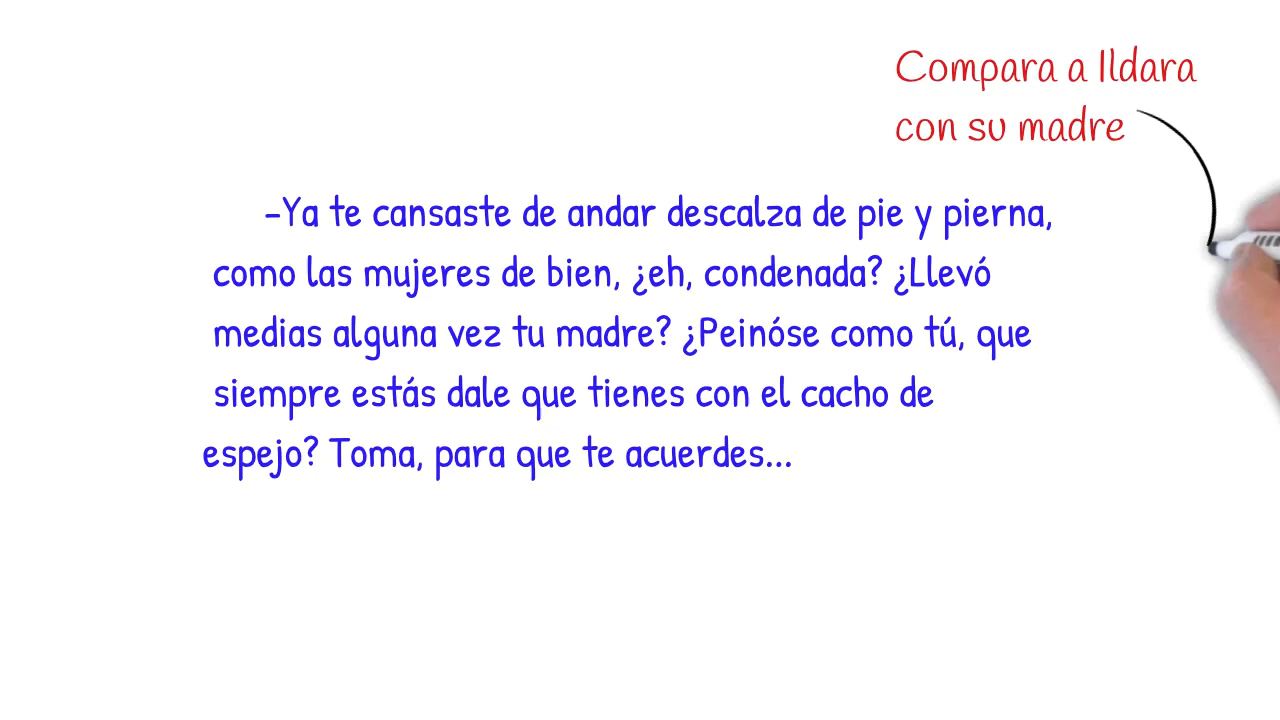 Compara a Ildara
con su madre
-Ya te cansaste de andar descalza de pie y pierna,
como las mujeres de bien, ¿eh, condenada? ¿Llevó
medias alguna vez tu madre? ¿Peinóse como tú, que
siempre estás dale que tienes con el cacho de
espejo? Toma, para que te acuerdes...